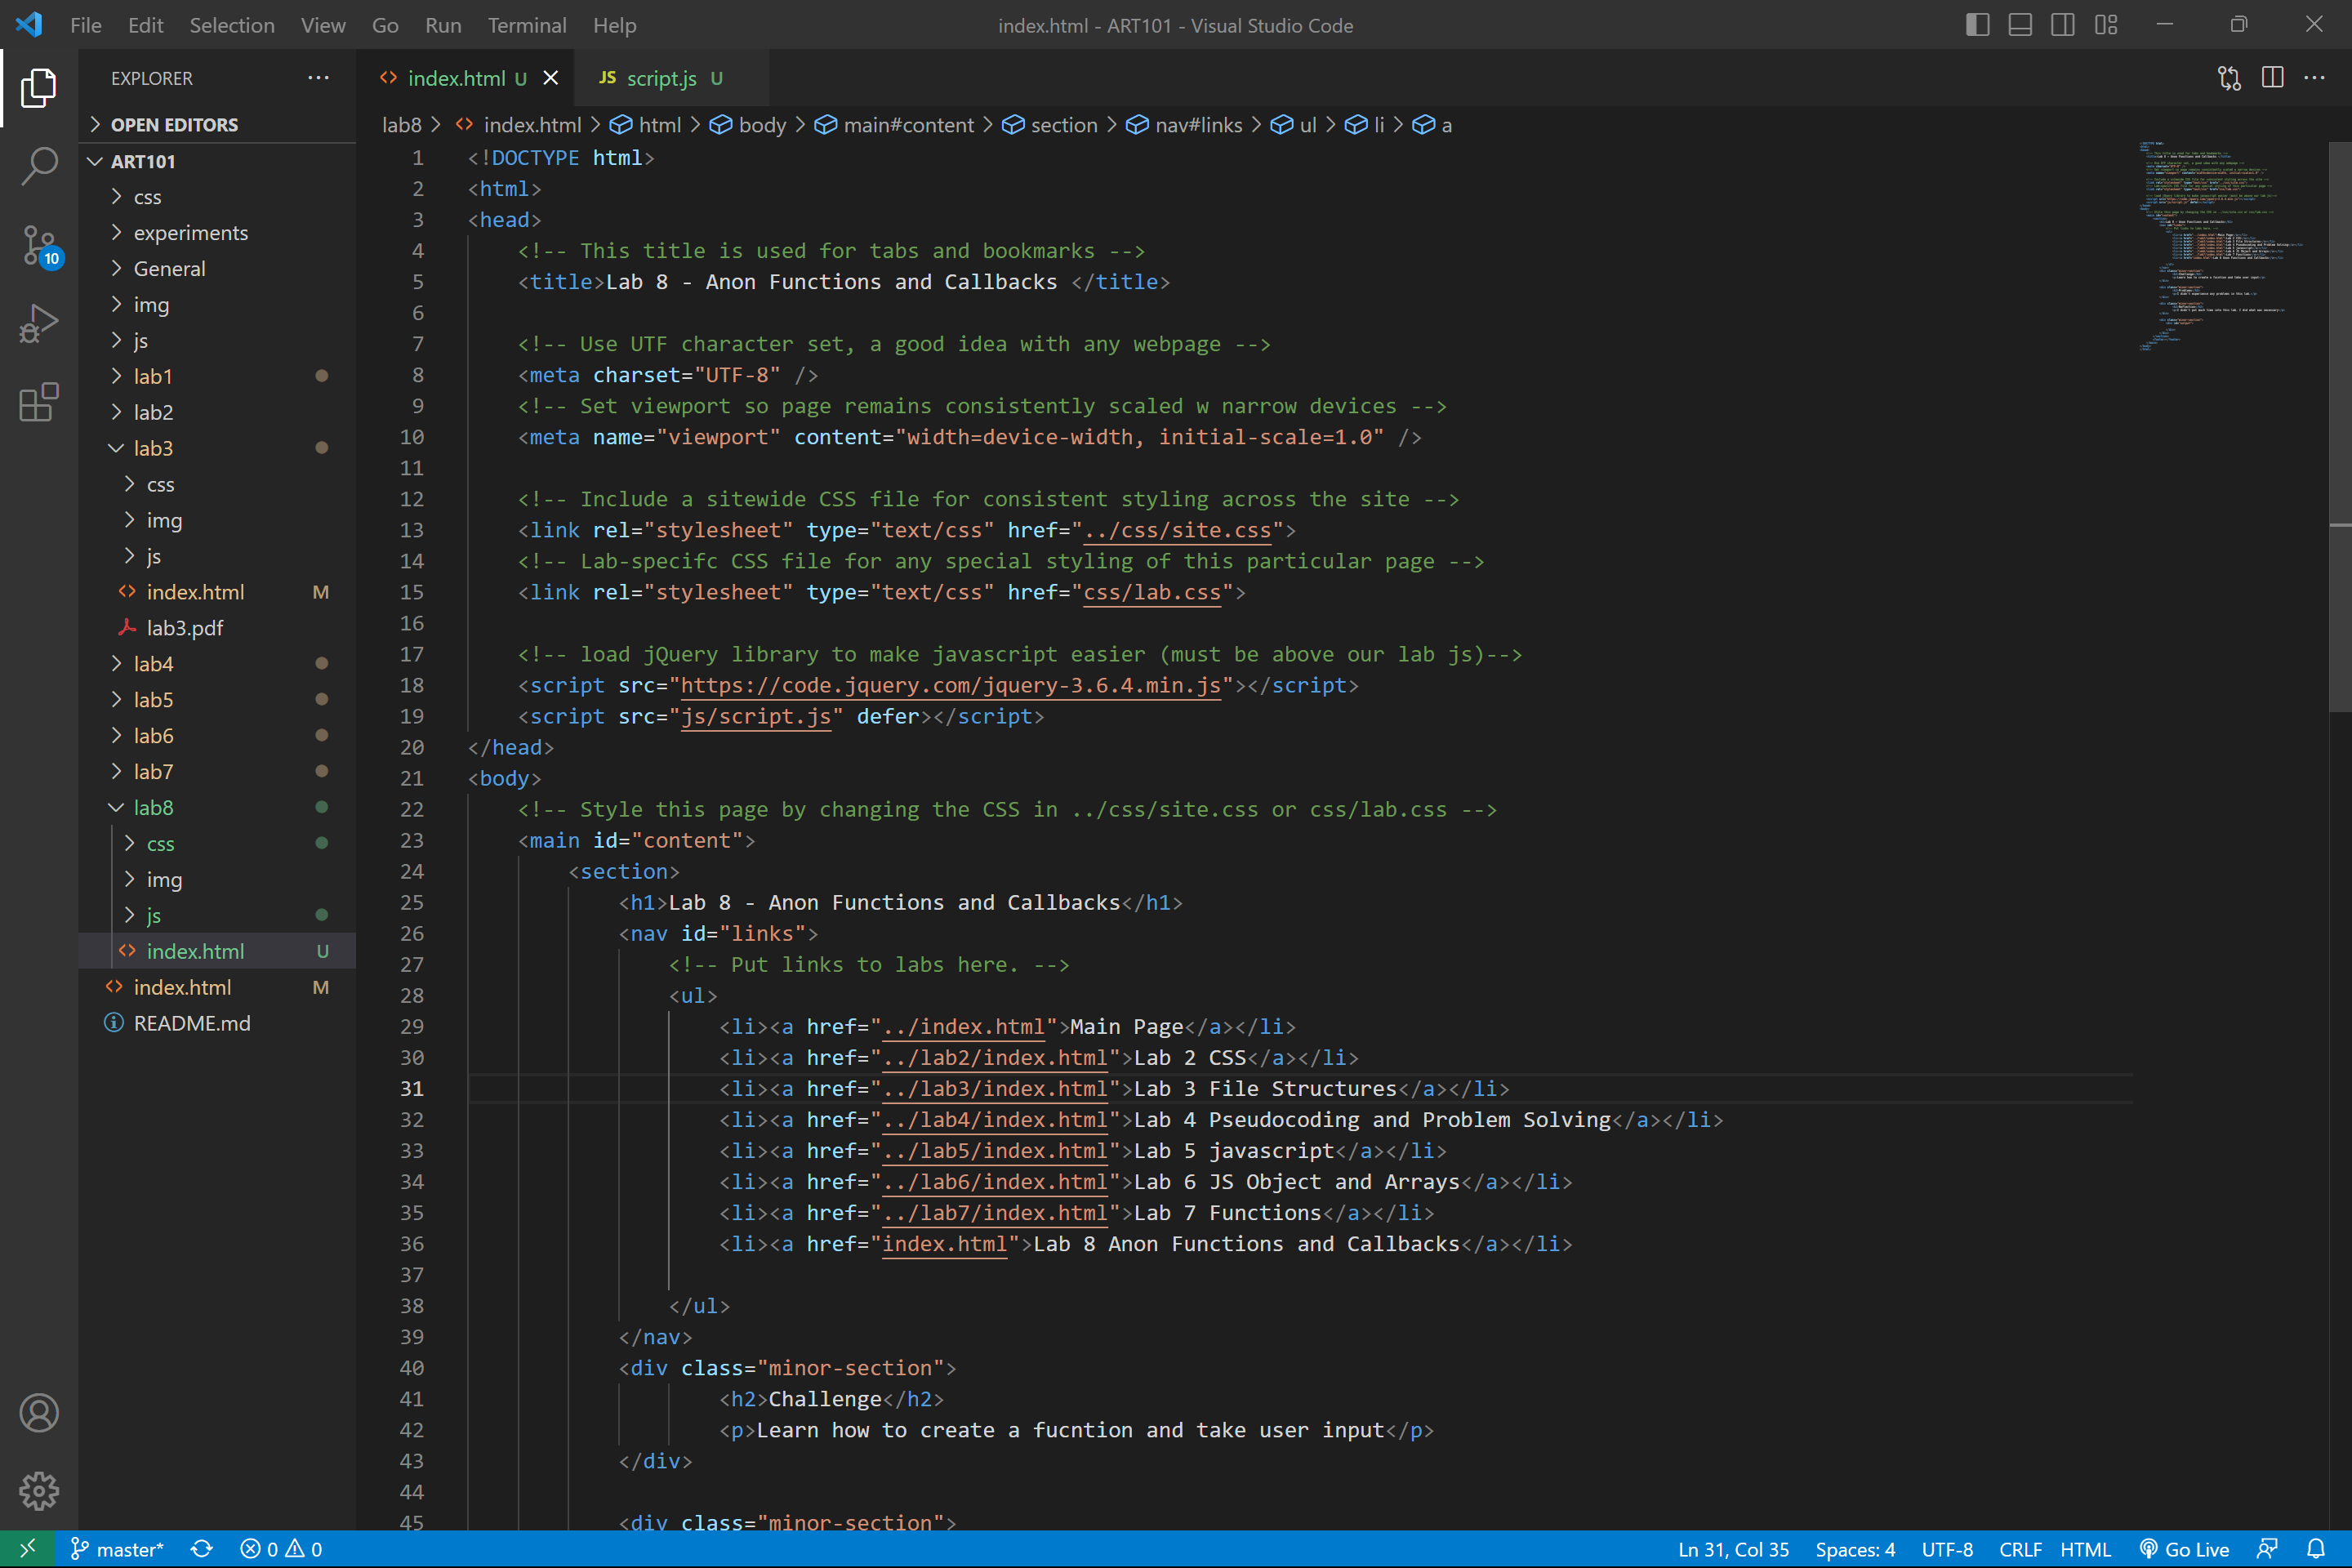 File Edit Selection View Go Run Terminal Help
index.html - ART101 - Visual Studio Code
EXPLORER
OPEN EDITORS
ART101
css
experiments
General
img
js
lab1
lab2
lab3
css
img
js
index.html M
lab3.pdf
lab4
lab5
lab6
lab7
lab8
css
img
js
index.html U
index.html M
README.md
10
index.html U
JS script.js U
lab8 > index.html > html > body > main#content > section > nav#links > ul > li > a
1 <!DOCTYPE html>
2 <html>
3 <head>
4 <!-- This title is used for tabs and bookmarks -->
5 <title>Lab 8 - Anon Functions and Callbacks </title>
6
7 <!-- Use UTF character set, a good idea with any webpage -->
8 <meta charset="UTF-8" />
9 <!-- Set viewport so page remains consistently scaled w narrow devices -->
10 <meta name="viewport" content="width=device-width, initial-scale=1.0" />
11
12 <!-- Include a sitewide CSS file for consistent styling across the site -->
13 <link rel="stylesheet" type="text/css" href="../css/site.css">
14 <!-- Lab-specifc CSS file for any special styling of this particular page -->
15 <link rel="stylesheet" type="text/css" href="css/lab.css">
16
17 <!-- load jQuery library to make javascript easier (must be above our lab js)-->
18 <script src="https://code.jquery.com/jquery-3.6.4.min.js"></script>
19 <script src="js/script.js" defer></script>
20 </head>
21 <body>
22 <!-- Style this page by changing the CSS in ../css/site.css or css/lab.css -->
23 <main id="content">
24 <section>
25 <h1>Lab 8 - Anon Functions and Callbacks</h1>
26 <nav id="links">
27 <!-- Put links to labs here. -->
28 <ul>
29 <li><a href="../index.html">Main Page</a></li>
30 <li><a href="../lab2/index.html">Lab 2 CSS</a></li>
31 <li><a href="../lab3/index.html">Lab 3 File Structures</a></li>
32 <li><a href="../lab4/index.html">Lab 4 Pseudocoding and Problem Solving</a></li>
33 <li><a href="../lab5/index.html">Lab 5 javascript</a></li>
34 <li><a href="../lab6/index.html">Lab 6 JS Object and Arrays</a></li>
35 <li><a href="../lab7/index.html">Lab 7 Functions</a></li>
36 <li><a href="index.html">Lab 8 Anon Functions and Callbacks</a></li>
37
38 </ul>
39 </nav>
40 <div class="minor-section">
41 <h2>Challenge</h2>
42 <p>Learn how to create a fucntion and take user input</p>
43 </div>
44
45 <div class="minor-section">
master* 0 0
Ln 31, Col 35 Spaces: 4 UTF-8 CRLF HTML Go Live